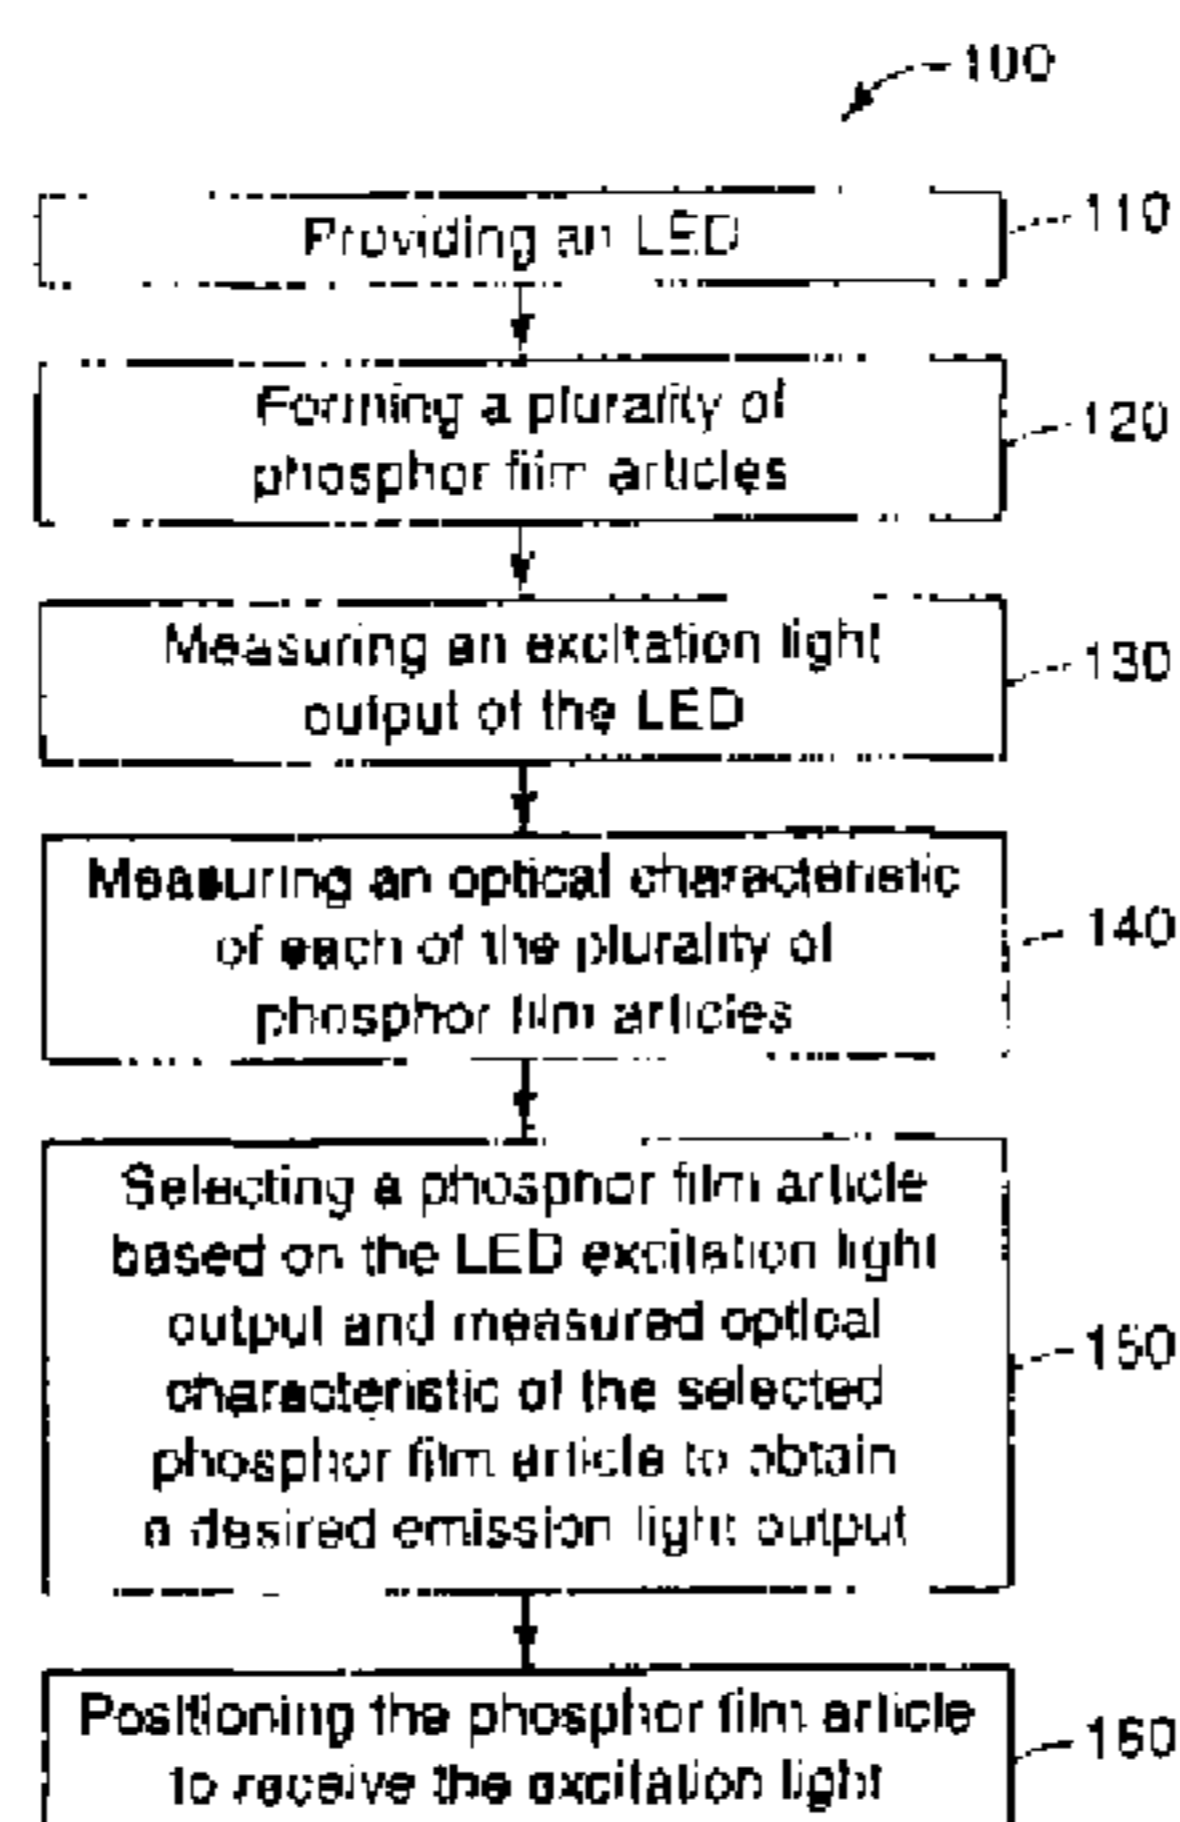 100
Providing an LED
110
Forming a plurality of
phosphor film articles
120
Measuring an excitation light
output of the LED
130
Measuring an optical characteristic
of each of the plurality of
phosphor film articles
140
Selecting a phosphor film article
based on the LED excitation light
output and measured optical
characteristic of the selected
phosphor film article to obtain
a desired emission light output
150
Positioning the phosphor film article
to receive the excitation light
160